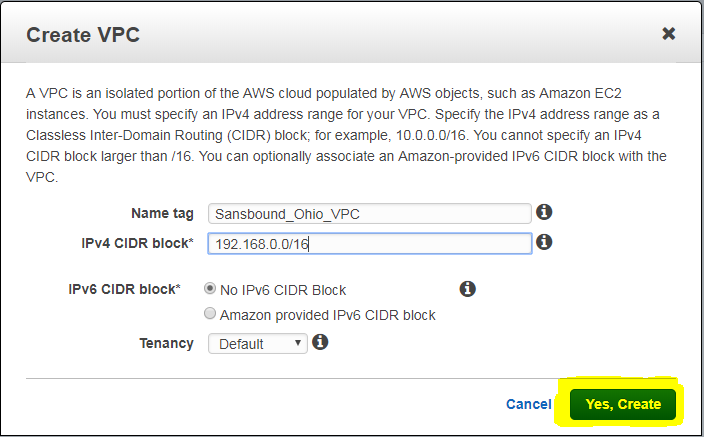 Create VPC
A VPC is an isolated portion of the AWS cloud populated by AWS objects, such as Amazon EC2
instances. You must specify an IPv4 address range for your VPC. Specify the IPv4 address range as a
Classless Inter-Domain Routing (CIDR) block; for example, 10.0.0.0/16. You cannot specify an IPv4
CIDR block larger than /16. You can optionally associate an Amazon-provided IPv6 CIDR block with the
VPC.
Name tag Sansbound_Ohio_VPC
IPv4 CIDR block* 192.168.0.0/16
IPv6 CIDR block* No IPv6 CIDR Block
Amazon provided IPv6 CIDR block
Tenancy Default
Cancel Yes, Create